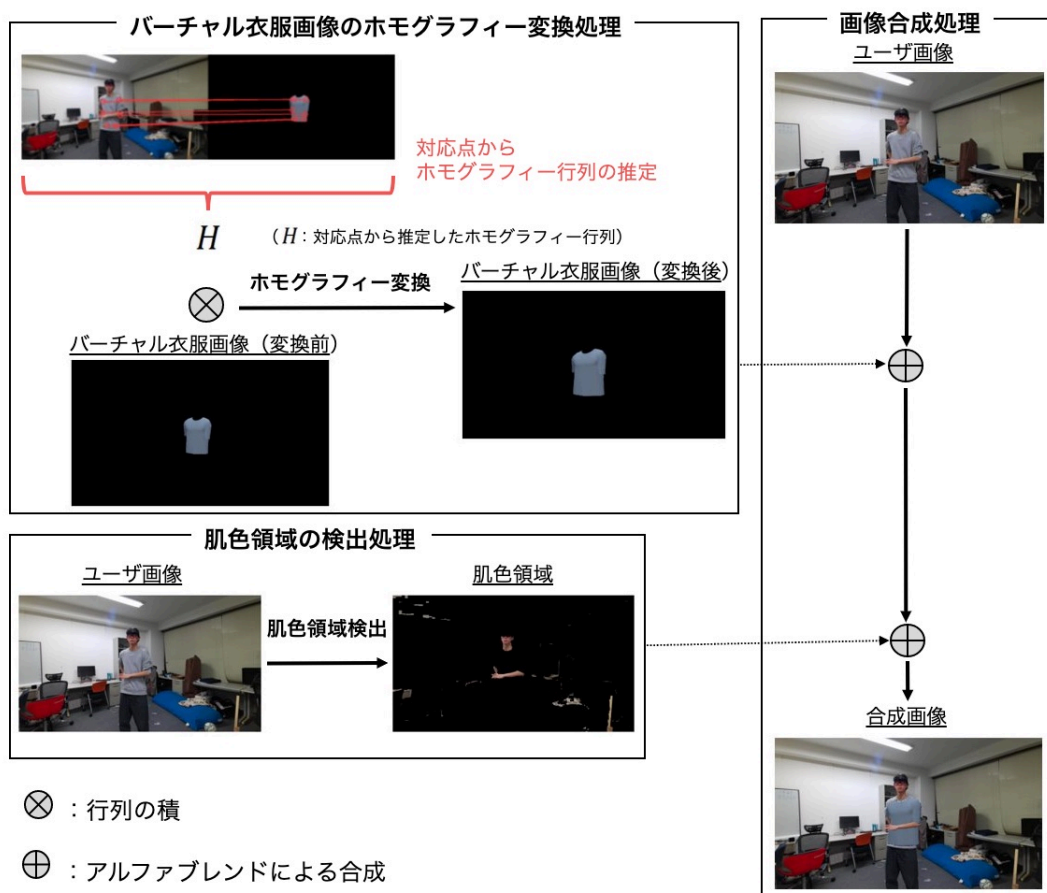 バーチャル衣服画像のホモグラフィー変換処理
対応点から
ホモグラフィー行列の推定
H
（H：対応点から推定したホモグラフィー行列）
ホモグラフィー変換
バーチャル衣服画像（変換後）
バーチャル衣服画像（変換前）
肌色領域の検出処理
ユーザ画像
肌色領域検出
肌色領域
画像合成処理
ユーザ画像
合成画像
：行列の積
：アルファブレンドによる合成